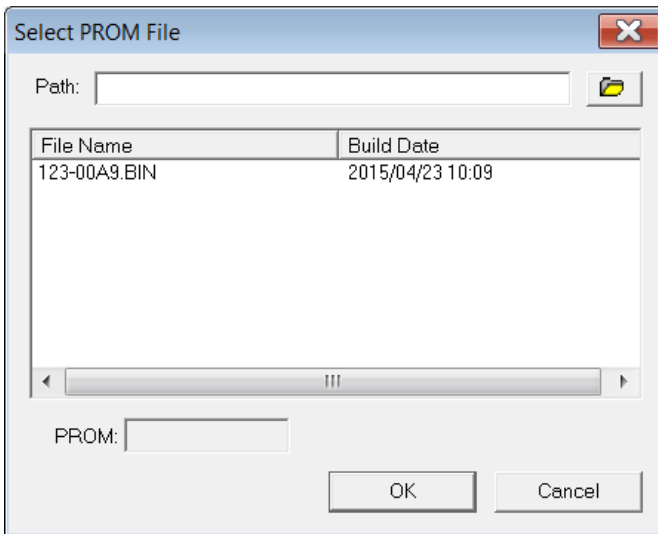 Select PROM File
Path:
File Name Build Date
123-00A9.BIN 2015/04/23 10:09
PROM:
OK Cancel